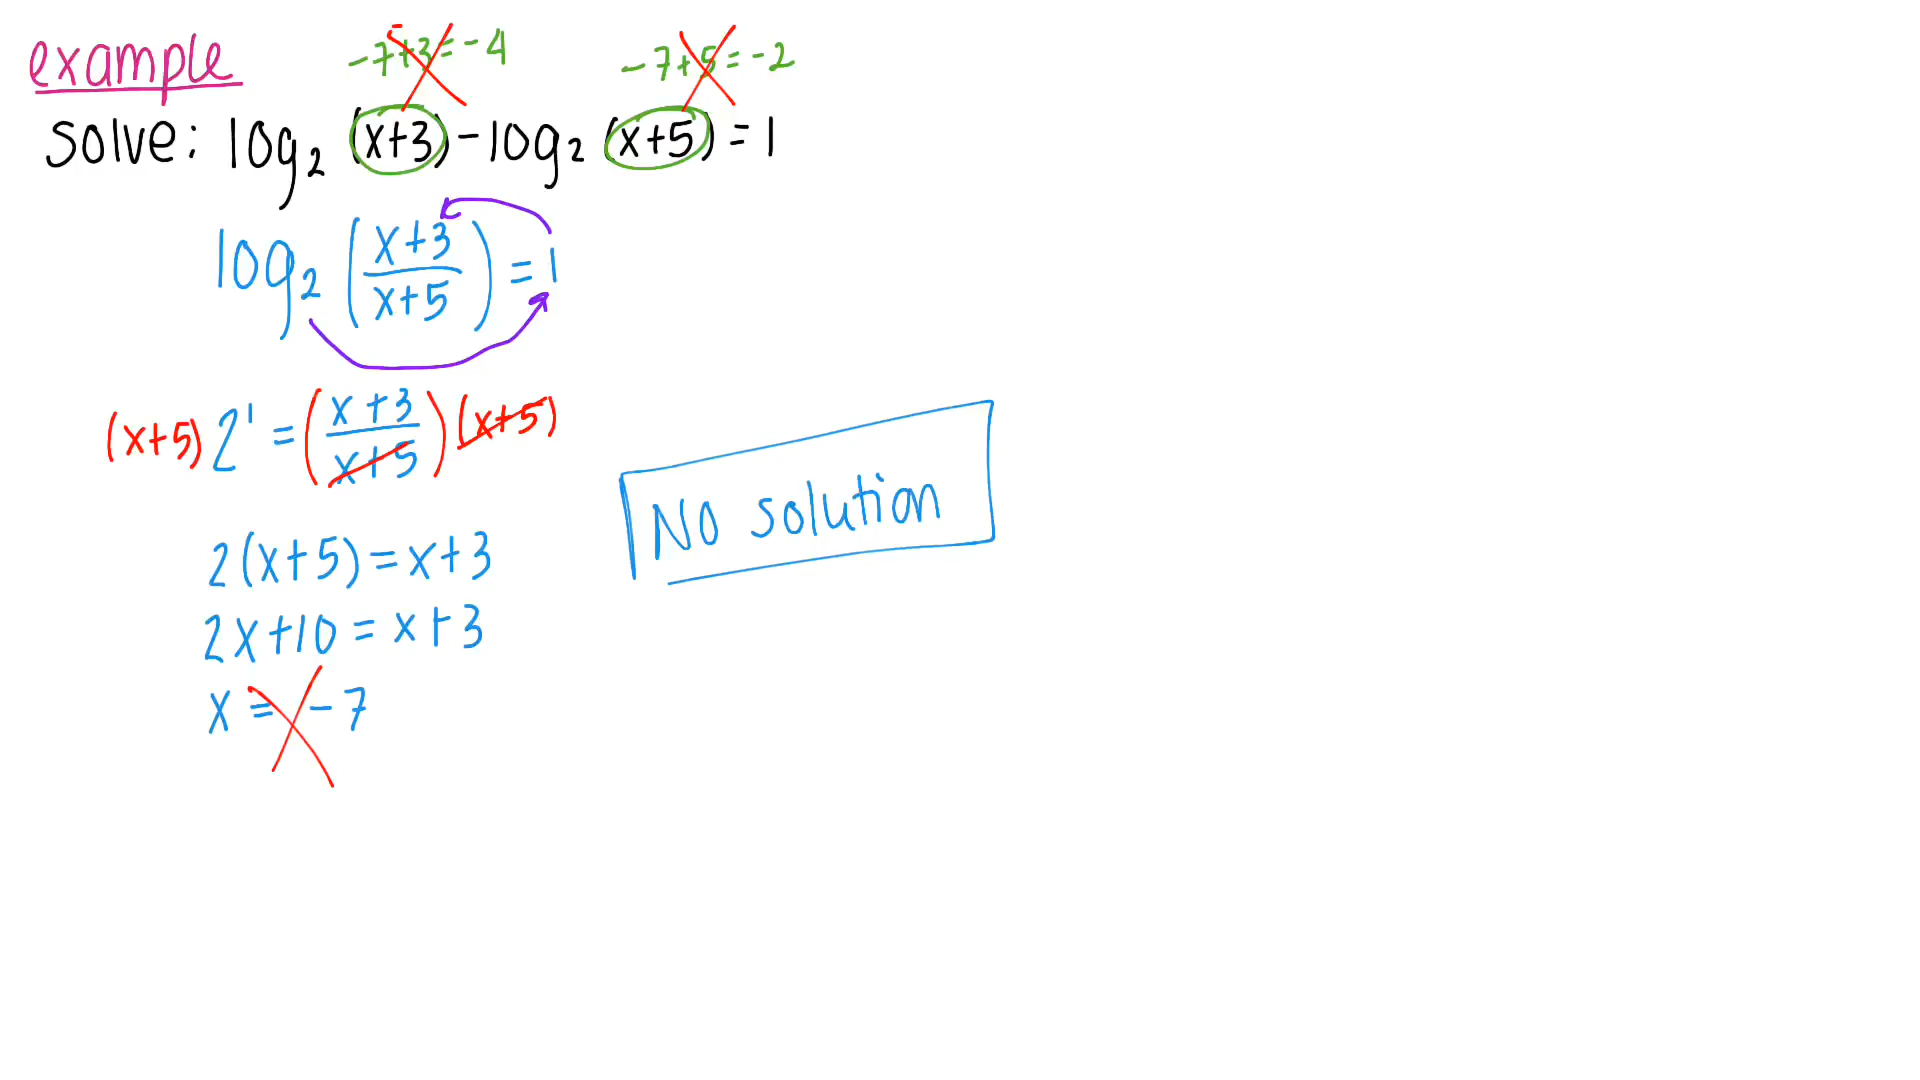 example
-7+3=-4 -7+5=-2
solve: log₂ (x+3)-log₂ (x+5)=1
log₂ (x+3/x+5)=1
(x+5) 2¹ = (x+3/x+5)(x+5)
2(x+5)=x+3
2x+10=x+3
x=-7
No solution